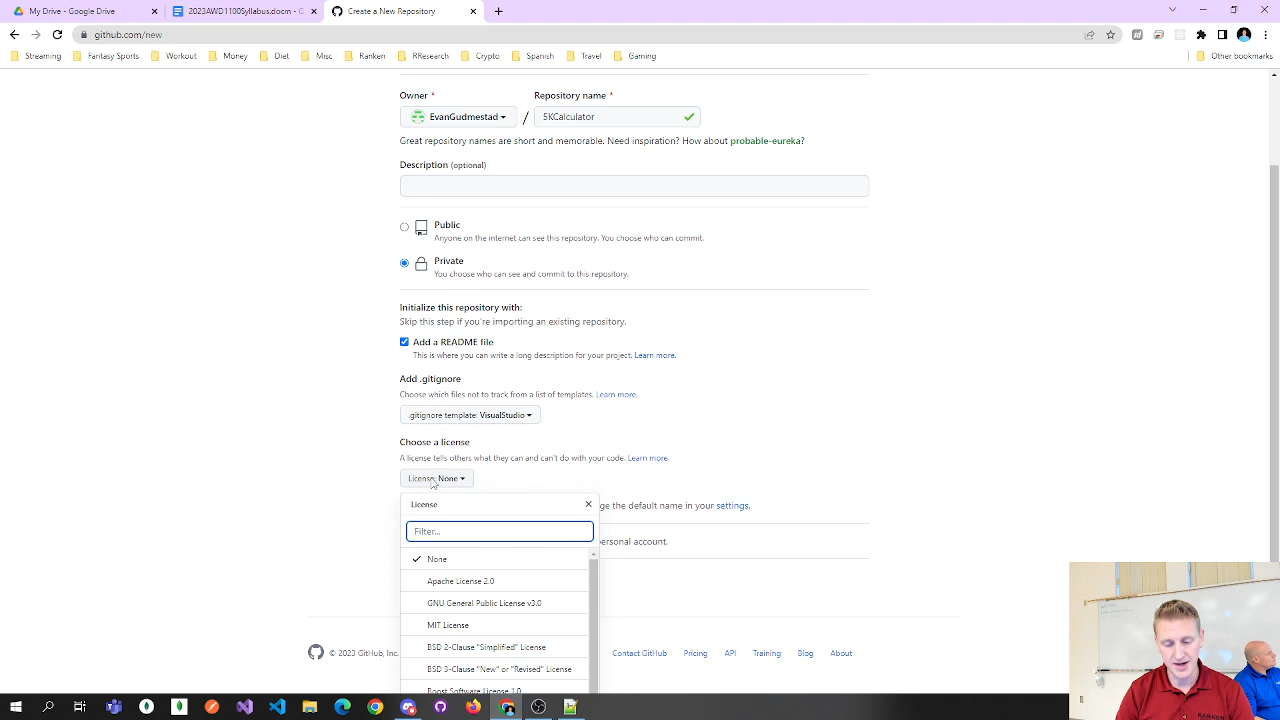 My Drive - Google Drive
2023AWD1100Syllbus.docm - G
Create a New Repository
github.com/new
Streaming
Fantasy Sports
Workout
Money
Diet
Misc
Ranken
RResearch
Crypto
Spanish
Travel
Gaming
Other bookmarks
Owner *
Repository name *
EvanGudmestad
/
5KCalculator
Great repository names are short and memorable. Need inspiration? How about probable-eureka?
Description (optional)
Public
Anyone on the internet can see this repository. You choose who can commit.
Private
You choose who can see and commit to this repository.
Initialize this repository with:
Skip this step if you're importing an existing repository.
Add a README file
This is where you can write a long description for your project. Learn more.
Add .gitignore
Choose which files not to track from a list of templates. Learn more.
.gitignore template: VisualStudio
Choose a license
A license tells others what they can and can't do with your code. Learn more.
License: None
License
ge the default name in your settings.
Filter...
ersonal account.
None
Apache License 2.0
GNU General Public License v3.0
MIT License
BSD 2-Clause "Simplified" License
BSD 3-Clause "New" or "Revised" License
Boost Software License 1.0
© 2023 GitHub, Inc.
Contact GitHub
Pricing
API
Training
Blog
About
RANKEN